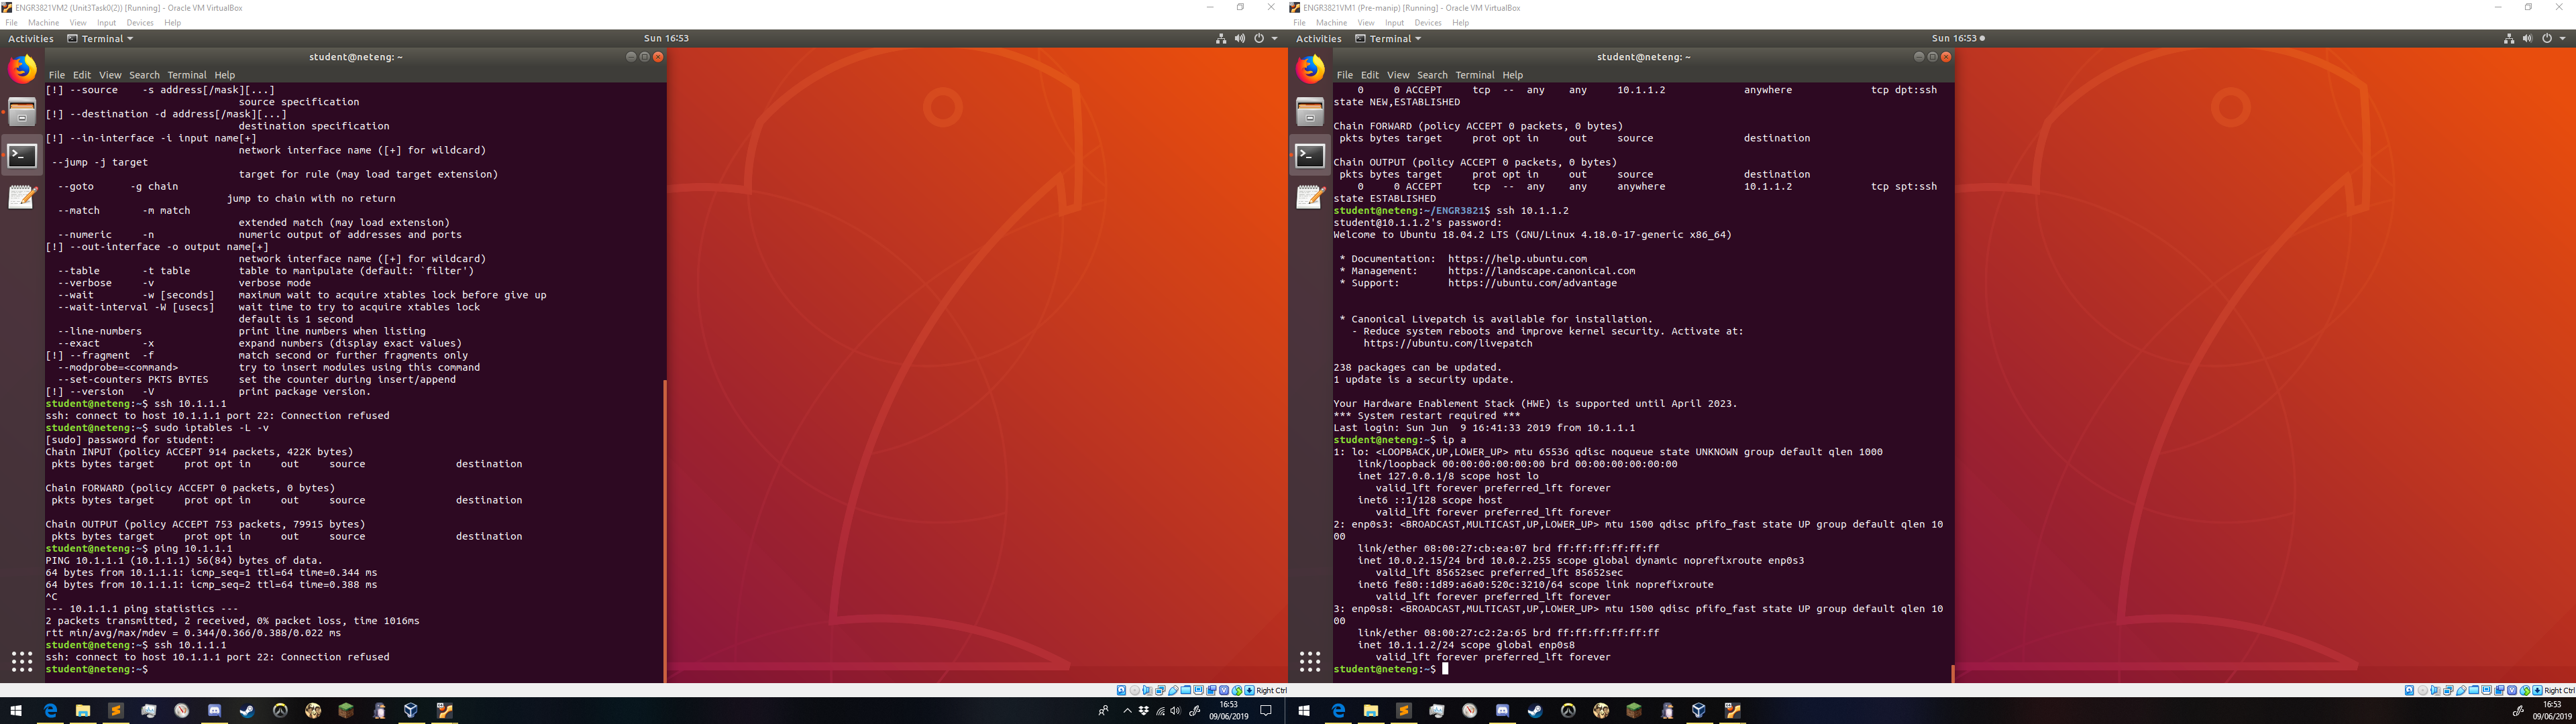 ENGR3821VM2 (Unit3Task0(2)) [Running] - Oracle VM VirtualBox
File Machine View Input Devices Help
Activities Terminal Sun 16:53
student@neteng: ~
File Edit View Search Terminal Help
[!] --source -s address[/mask][...]
source specification
[!] --destination -d address[/mask][...]
destination specification
[!] --in-interface -i input name[+]
network interface name ([+] for wildcard)
--jump -j target
target for rule (may load target extension)
--goto -g chain
jump to chain with no return
--match -m match
extended match (may load extension)
--numeric -n numeric output of addresses and ports
[!] --out-interface -o output name[+]
network interface name ([+] for wildcard)
--table -t table table to manipulate (default: `filter')
--verbose -v verbose mode
--wait -w [seconds] maximum wait to acquire xtables lock before give up
--wait-interval -W [usecs] wait time to try to acquire xtables lock
default is 1 second
--line-numbers print line numbers when listing
--exact -x expand numbers (display exact values)
[!] --fragment -f match second or further fragments only
--modprobe=<command> try to insert modules using this command
--set-counters PKTS BYTES set the counter during insert/append
[!] --version -V print package version.
student@neteng:~$ ssh 10.1.1.1
ssh: connect to host 10.1.1.1 port 22: Connection refused
student@neteng:~$ sudo iptables -L -v
[sudo] password for student:
Chain INPUT (policy ACCEPT 914 packets, 422K bytes)
pkts bytes target prot opt in out source destination
Chain FORWARD (policy ACCEPT 0 packets, 0 bytes)
pkts bytes target prot opt in out source destination
Chain OUTPUT (policy ACCEPT 753 packets, 79915 bytes)
pkts bytes target prot opt in out source destination
student@neteng:~$ ping 10.1.1.1
PING 10.1.1.1 (10.1.1.1) 56(84) bytes of data.
64 bytes from 10.1.1.1: icmp_seq=1 ttl=64 time=0.344 ms
64 bytes from 10.1.1.1: icmp_seq=2 ttl=64 time=0.388 ms
^C
--- 10.1.1.1 ping statistics ---
2 packets transmitted, 2 received, 0% packet loss, time 1016ms
rtt min/avg/max/mdev = 0.344/0.366/0.388/0.022 ms
student@neteng:~$ ssh 10.1.1.1
ssh: connect to host 10.1.1.1 port 22: Connection refused
student@neteng:~$
Right Ctrl
16:53
09/06/2019
ENGR3821VM1 (Pre-manip) [Running] - Oracle VM VirtualBox
File Machine View Input Devices Help
Activities Terminal Sun 16:53
student@neteng: ~
File Edit View Search Terminal Help
0 0 ACCEPT tcp -- any any 10.1.1.2 anywhere tcp dpt:ssh
state NEW,ESTABLISHED
Chain FORWARD (policy ACCEPT 0 packets, 0 bytes)
pkts bytes target prot opt in out source destination
Chain OUTPUT (policy ACCEPT 0 packets, 0 bytes)
pkts bytes target prot opt in out source destination
0 0 ACCEPT tcp -- any any anywhere 10.1.1.2 tcp spt:ssh
state ESTABLISHED
student@neteng:~/ENGR3821$ ssh 10.1.1.2
student@10.1.1.2's password:
Welcome to Ubuntu 18.04.2 LTS (GNU/Linux 4.18.0-17-generic x86_64)
* Documentation: https://help.ubuntu.com
* Management: https://landscape.canonical.com
* Support: https://ubuntu.com/advantage
* Canonical Livepatch is available for installation.
- Reduce system reboots and improve kernel security. Activate at:
https://ubuntu.com/livepatch
238 packages can be updated.
1 update is a security update.
Your Hardware Enablement Stack (HWE) is supported until April 2023.
*** System restart required ***
Last login: Sun Jun 9 16:41:33 2019 from 10.1.1.1
student@neteng:~$ ip a
1: lo: <LOOPBACK,UP,LOWER_UP> mtu 65536 qdisc noqueue state UNKNOWN group default qlen 1000
link/loopback 00:00:00:00:00:00 brd 00:00:00:00:00:00
inet 127.0.0.1/8 scope host lo
valid_lft forever preferred_lft forever
inet6 ::1/128 scope host
valid_lft forever preferred_lft forever
2: enp0s3: <BROADCAST,MULTICAST,UP,LOWER_UP> mtu 1500 qdisc pfifo_fast state UP group default qlen 10
00
link/ether 08:00:27:cb:ea:07 brd ff:ff:ff:ff:ff:ff
inet 10.0.2.15/24 brd 10.0.2.255 scope global dynamic noprefixroute enp0s3
valid_lft 85652sec preferred_lft 85652sec
inet6 fe80::1d89:a6a0:520c:3210/64 scope link noprefixroute
valid_lft forever preferred_lft forever
3: enp0s8: <BROADCAST,MULTICAST,UP,LOWER_UP> mtu 1500 qdisc pfifo_fast state UP group default qlen 10
00
link/ether 08:00:27:c2:2a:65 brd ff:ff:ff:ff:ff:ff
inet 10.1.1.2/24 scope global enp0s8
valid_lft forever preferred_lft forever
student@neteng:~$
Right Ctrl
16:53
09/06/2019